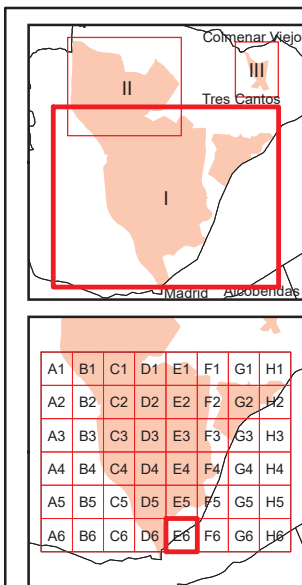 Colmenar Viejo
II
III
Tres Cantos
I
Madrid
Alcobendas
A1 B1 C1 D1 E1 F1 G1 H1
A2 B2 C2 D2 E2 F2 G2 H2
A3 B3 C3 D3 E3 F3 G3 H3
A4 B4 C4 D4 E4 F4 G4 H4
A5 B5 C5 D5 E5 F5 G5 H5
A6 B6 C6 D6 E6 F6 G6 H6